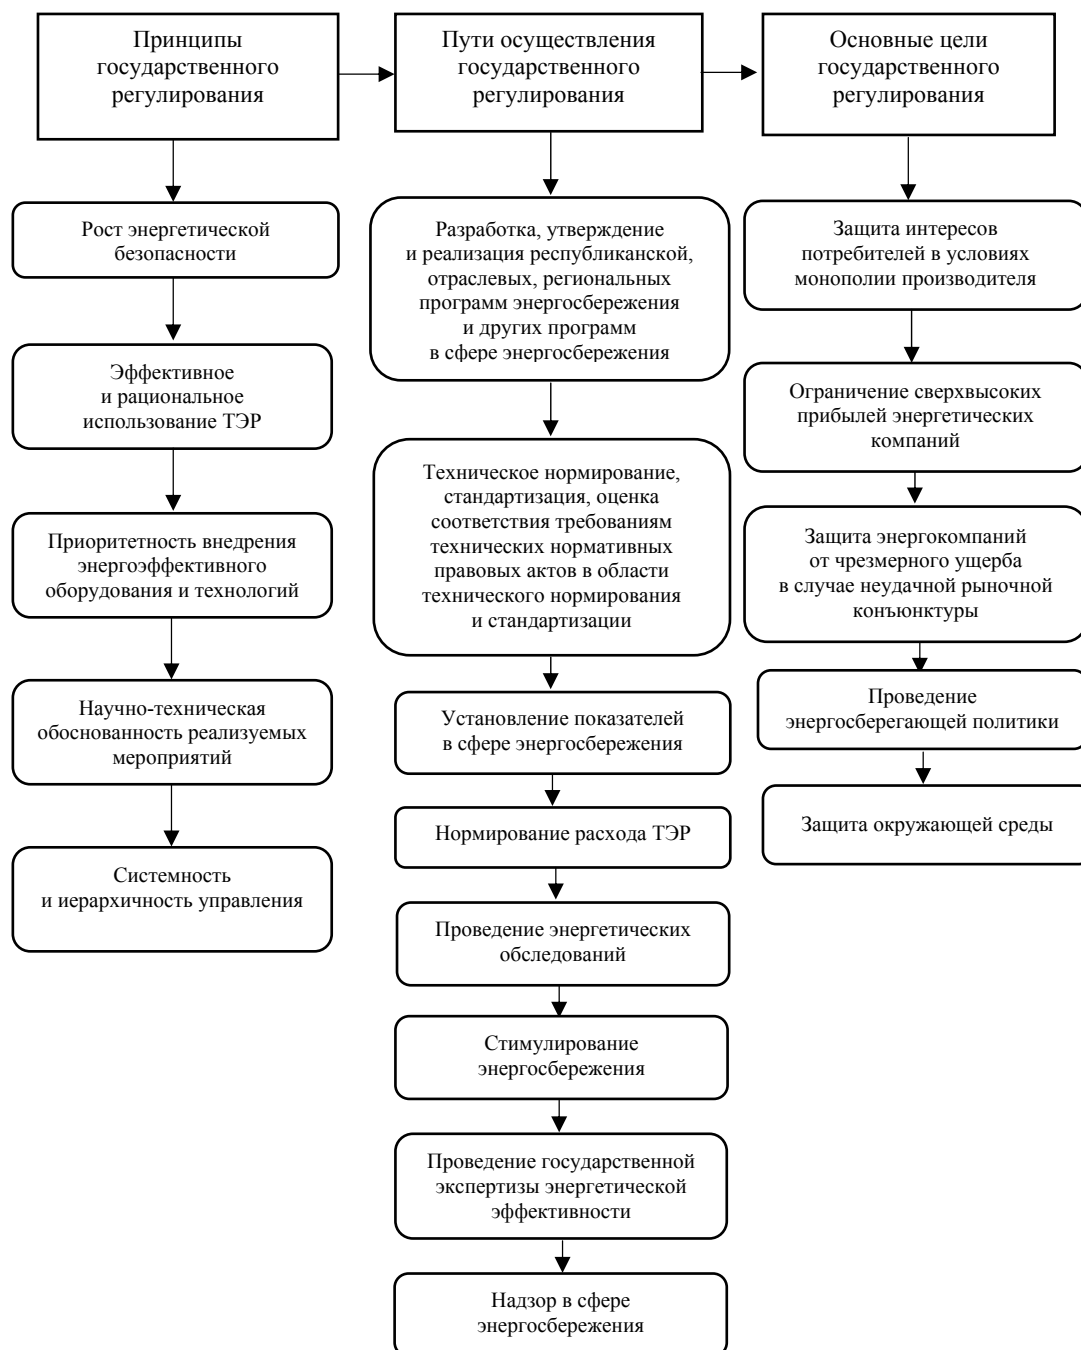 Принципы
государственного
регулирования
Пути осуществления
государственного
регулирования
Основные цели
государственного
регулирования
Рост энергетической
безопасности
Эффективное
и рациональное
использование ТЭР
Приоритетность внедрения
энергоэффективного
оборудования и технологий
Научно-техническая
обоснованность реализуемых
мероприятий
Системность
и иерархичность управления
Разработка, утверждение
и реализация республиканской,
отраслевых, региональных
программ энергосбережения
и других программ
в сфере энергосбережения
Техническое нормирование,
стандартизация, оценка
соответствия требованиям
технических нормативных
правовых актов в области
технического нормирования
и стандартизации
Установление показателей
в сфере энергосбережения
Нормирование расхода ТЭР
Проведение энергетических
обследований
Стимулирование
энергосбережения
Проведение государственной
экспертизы энергетической
эффективности
Надзор в сфере
энергосбережения
Защита интересов
потребителей в условиях
монополии производителя
Ограничение сверхвысоких
прибылей энергетических
компаний
Защита энергокомпаний
от чрезмерного ущерба
в случае неудачной рыночной
конъюнктуры
Проведение
энергосберегающей политики
Защита окружающей среды